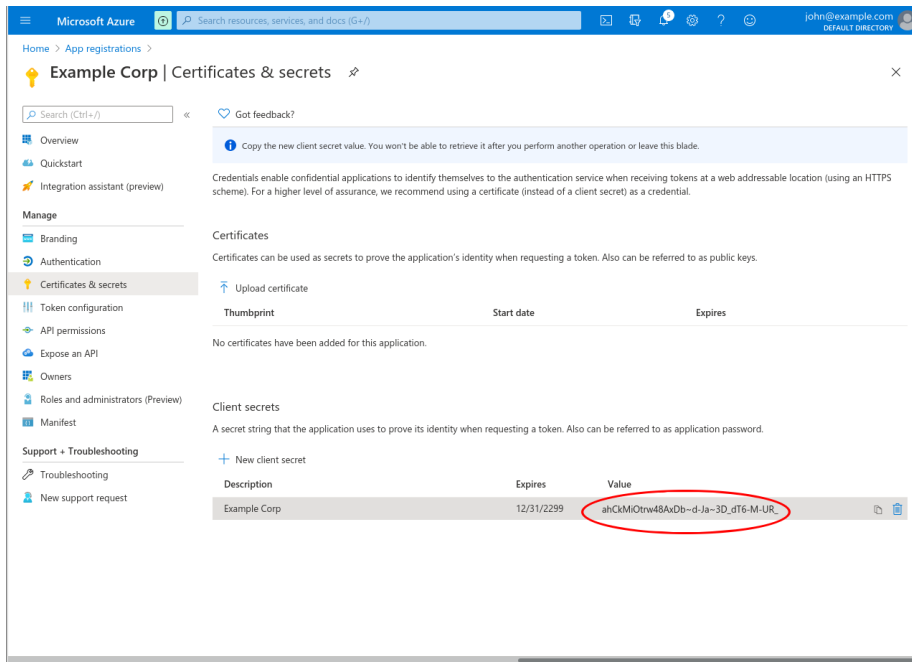 Microsoft Azure
Search resources, services, and docs (G+/)
5
john@example.com
DEFAULT DIRECTORY
Home > App registrations >
Example Corp | Certificates & secrets
Search (Ctrl+/)
Overview
Quickstart
Integration assistant (preview)
Manage
Branding
Authentication
Certificates & secrets
Token configuration
API permissions
Expose an API
Owners
Roles and administrators (Preview)
Manifest
Support + Troubleshooting
Troubleshooting
New support request
Got feedback?
Copy the new client secret value. You won't be able to retrieve it after you perform another operation or leave this blade.
Credentials enable confidential applications to identify themselves to the authentication service when receiving tokens at a web addressable location (using an HTTPS
scheme). For a higher level of assurance, we recommend using a certificate (instead of a client secret) as a credential.
Certificates
Certificates can be used as secrets to prove the application's identity when requesting a token. Also can be referred to as public keys.
Upload certificate
Thumbprint Start date Expires
No certificates have been added for this application.
Client secrets
A secret string that the application uses to prove its identity when requesting a token. Also can be referred to as application password.
New client secret
Description Expires Value
Example Corp 12/31/2299 ahCkMiOtrw48AxDb~d-Ja~3D_dT6-M-UR_